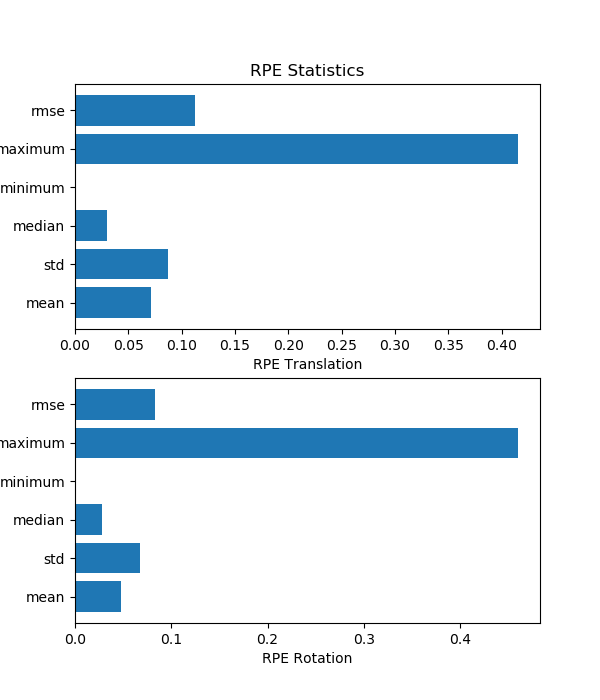 RPE Statistics
rmse
maximum
minimum
median
std
mean
0.00 0.05 0.10 0.15 0.20 0.25 0.30 0.35 0.40
RPE Translation
rmse
maximum
minimum
median
std
mean
0.0 0.1 0.2 0.3 0.4
RPE Rotation